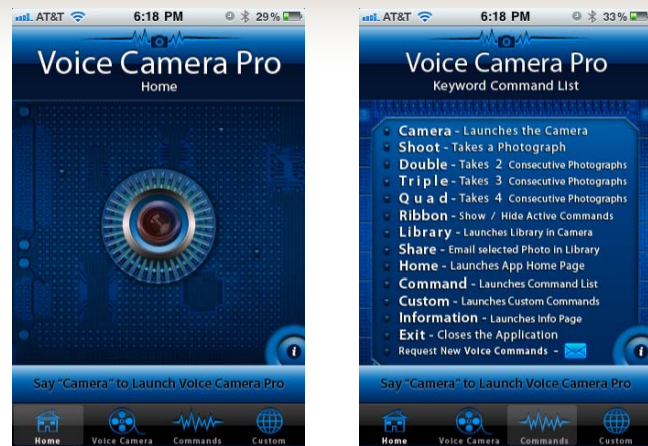 AT&T 6:18 PM 29%
Voice Camera Pro
Home
i
Say "Camera" to Launch Voice Camera Pro
Home Voice Camera Commands Custom
AT&T 6:18 PM 33%
Voice Camera Pro
Keyword Command List
Camera - Launches the Camera
Shoot - Takes a Photograph
Double - Takes 2 Consecutive Photographs
Triple - Takes 3 Consecutive Photographs
Quad - Takes 4 Consecutive Photographs
Ribbon - Show / Hide Active Commands
Library - Launches Library in Camera
Share - Email selected Photo in Library
Home - Launches App Home Page
Command - Launches Command List
Custom - Launches Custom Commands
Information - Launches Info Page
Exit - Closes the Application
Request New Voice Commands -
i
Say "Camera" to Launch Voice Camera Pro
Home Voice Camera Commands Custom